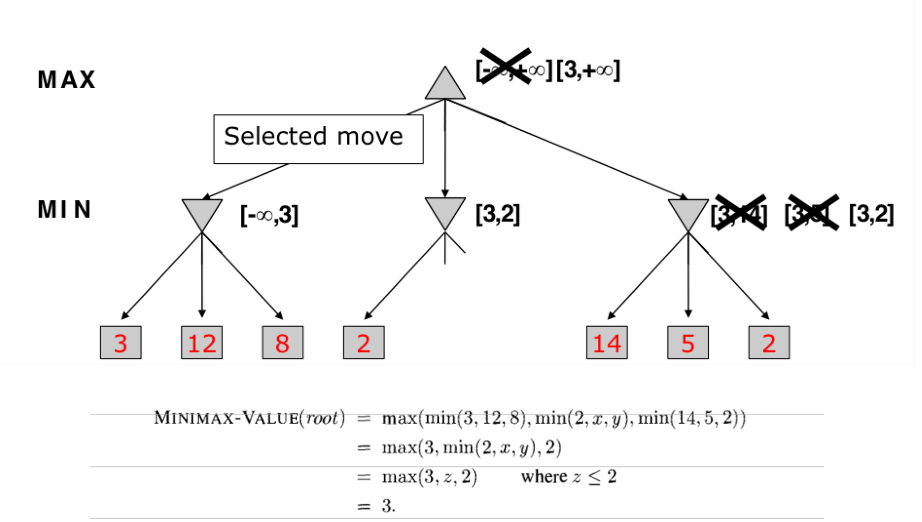 MAX
[-∞,+∞][3,+∞]
Selected move
MIN
[-∞,3]
[3,2]
[3,14] [3,5] [3,2]
3 12 8 2 14 5 2
MINIMAX-VALUE(root) = max(min(3, 12, 8), min(2, x, y), min(14, 5, 2))
= max(3, min(2, x, y), 2)
= max(3, z, 2) where z ≤ 2
= 3.